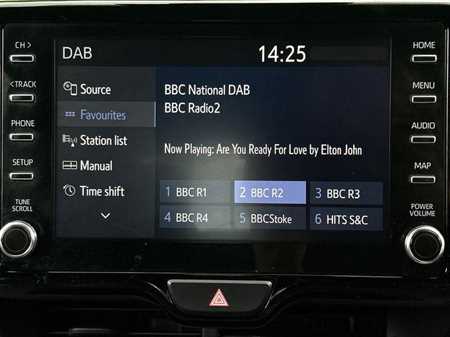 CH >
< TRACK
PHONE
SETUP
TUNE
SCROLL
DAB
14:25
Source
Favourites
Station list
Manual
Time shift
BBC National DAB
BBC Radio2
Now Playing: Are You Ready For Love by Elton John
1 BBC R1
2 BBC R2
3 BBC R3
4 BBC R4
5 BBCStoke
6 HITS S&C
HOME
MENU
AUDIO
MAP
POWER
VOLUME